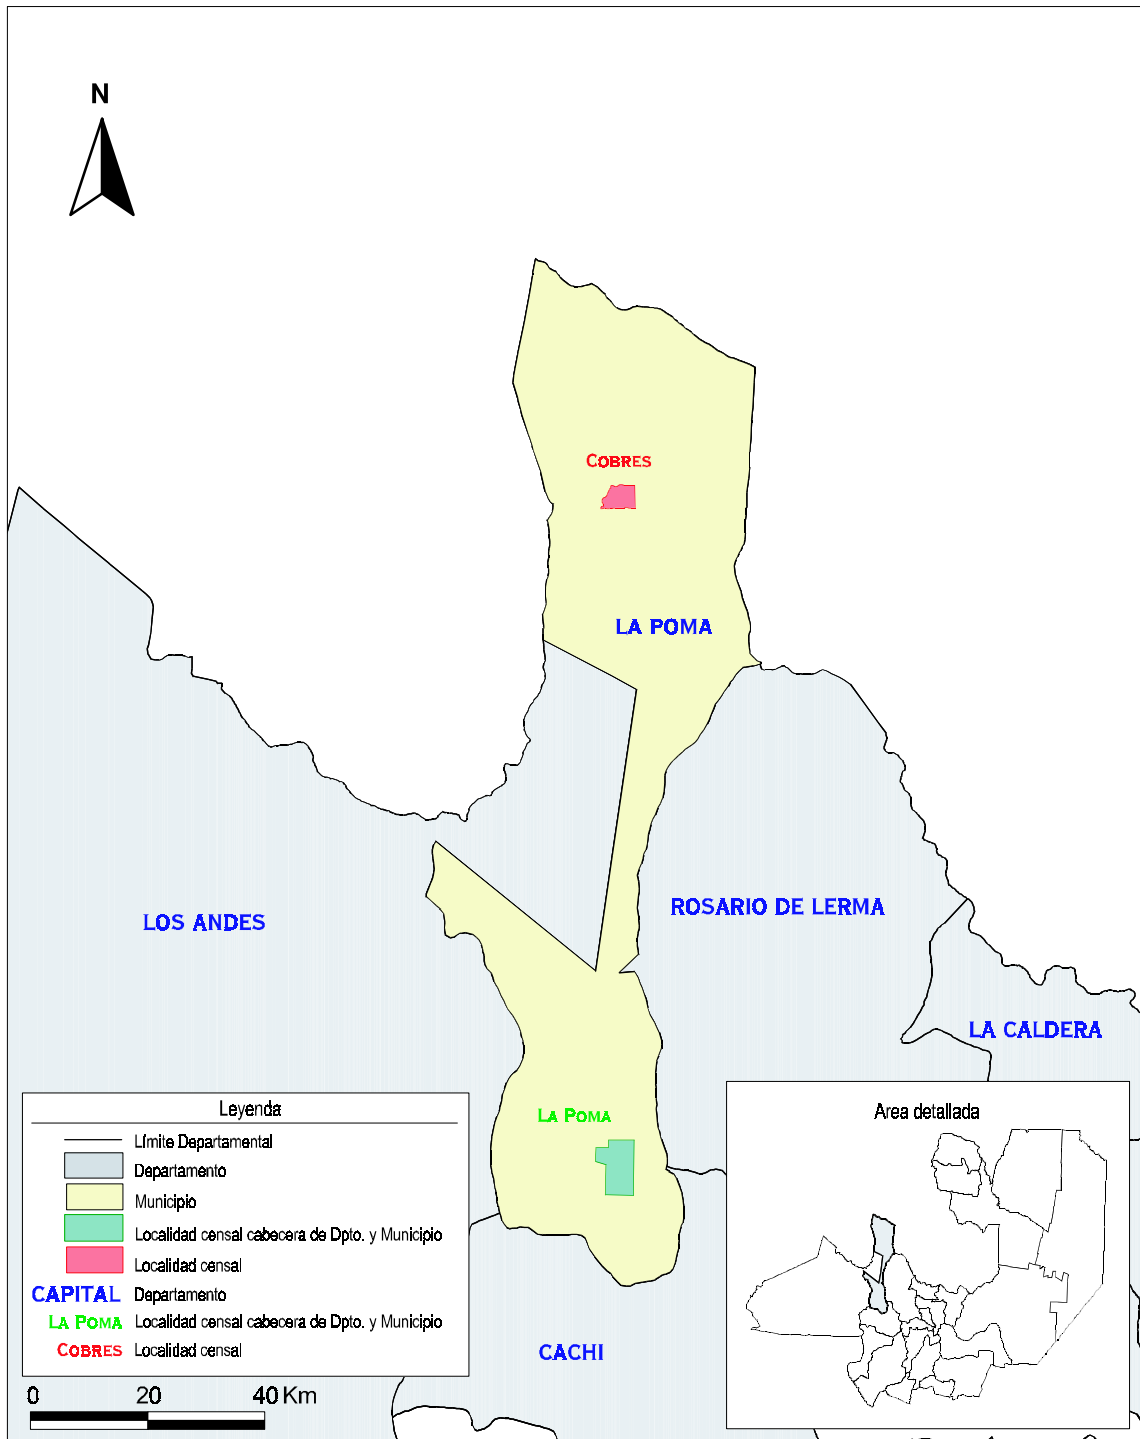 N
COBRES
LA POMA
LOS ANDES
ROSARIO DE LERMA
LA CALDERA
LA POMA
CACHI
Leyenda
Límite Departamental
Departamento
Municipio
Localidad censal cabecera de Dpto. y Municipio
Localidad censal
CAPITAL Departamento
LA POMA Localidad censal cabecera de Dpto. y Municipio
COBRES Localidad censal
0 20 40 Km
Area detallada